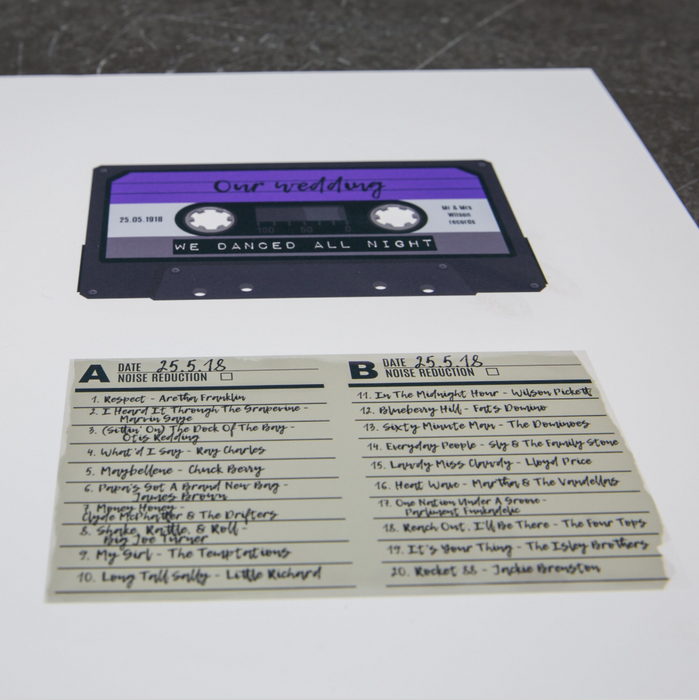 Our wedding
25.05.1918
Mr & Mrs
Wilson
records
100 50 0
WE DANCED ALL NIGHT
A DATE 25.5.18
NOISE REDUCTION
1. Respect - Aretha Franklin
2. I Heard It Through The Grapevine -
Marvin Gaye
3. (Sittin' On) The Dock Of The Bay -
Otis Redding
4. What'd I Say - Ray Charles
5. Maybellene - Chuck Berry
6. Papa's Got A Brand New Bag -
James Brown
7. Money Honey -
Clyde McPhatter & The Drifters
8. Shake, Rattle, & Roll -
Big Joe Turner
9. My Girl - The Temptations
10. Long Tall Sally - Little Richard
B DATE 25.5.18
NOISE REDUCTION
11. In The Midnight Hour - Wilson Pickett
12. Blueberry Hill - Fats Domino
13. Sixty Minute Man - The Dominoes
14. Everyday People - Sly & The Family Stone
15. Lawdy Miss Clawdy - Lloyd Price
16. Heat Wave - Martha & The Vandellas
17. One Nation Under A Groove -
Parliment Funkadelic
18. Reach Out, I'll Be There - The Four Tops
19. It's Your Thing - The Isley Brothers
20. Rocket 88 - Jackie Brenston